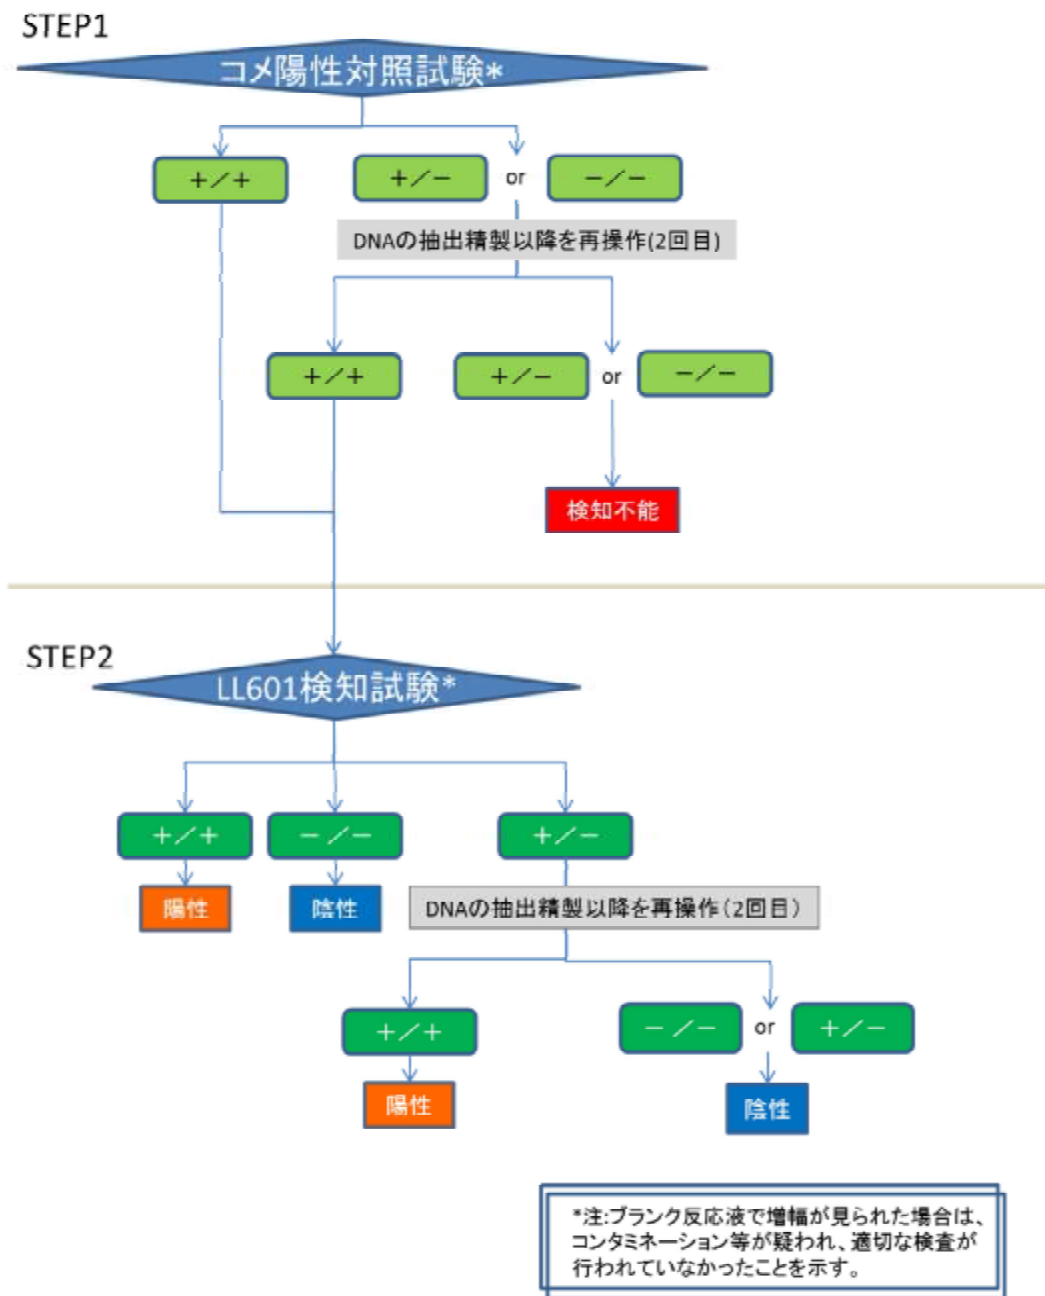 STEP1
コメ陽性対照試験*
+／+
+／−
or
−／−
DNAの抽出精製以降を再操作(2回目)
+／+
+／−
or
−／−
検知不能
STEP2
LL601検知試験*
+／+
−／−
+／−
陽性
陰性
DNAの抽出精製以降を再操作(2回目)
+／+
−／−
or
+／−
陽性
陰性
*注:ブランク反応液で増幅が見られた場合は、
コンタミネーション等が疑われ、適切な検査が
行われていなかったことを示す。